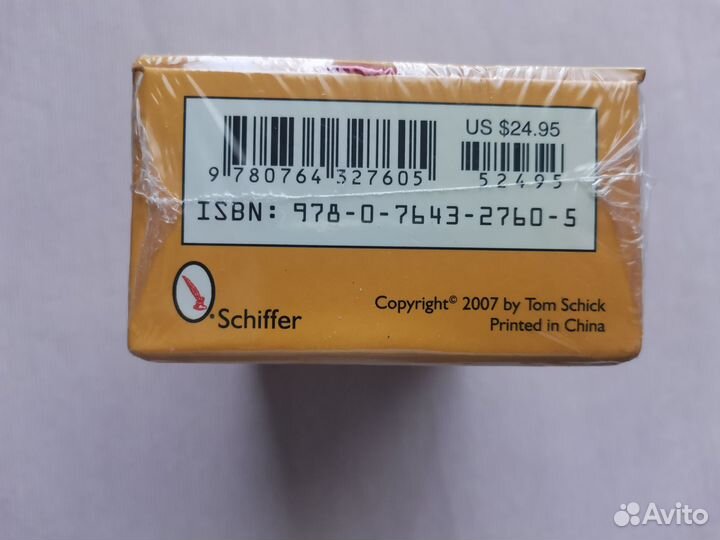 US $24.95
9 780764 327605
52495
ISBN: 978-0-7643-2760-5
Schiffer
Copyright© 2007 by Tom Schick
Printed in China
Avito